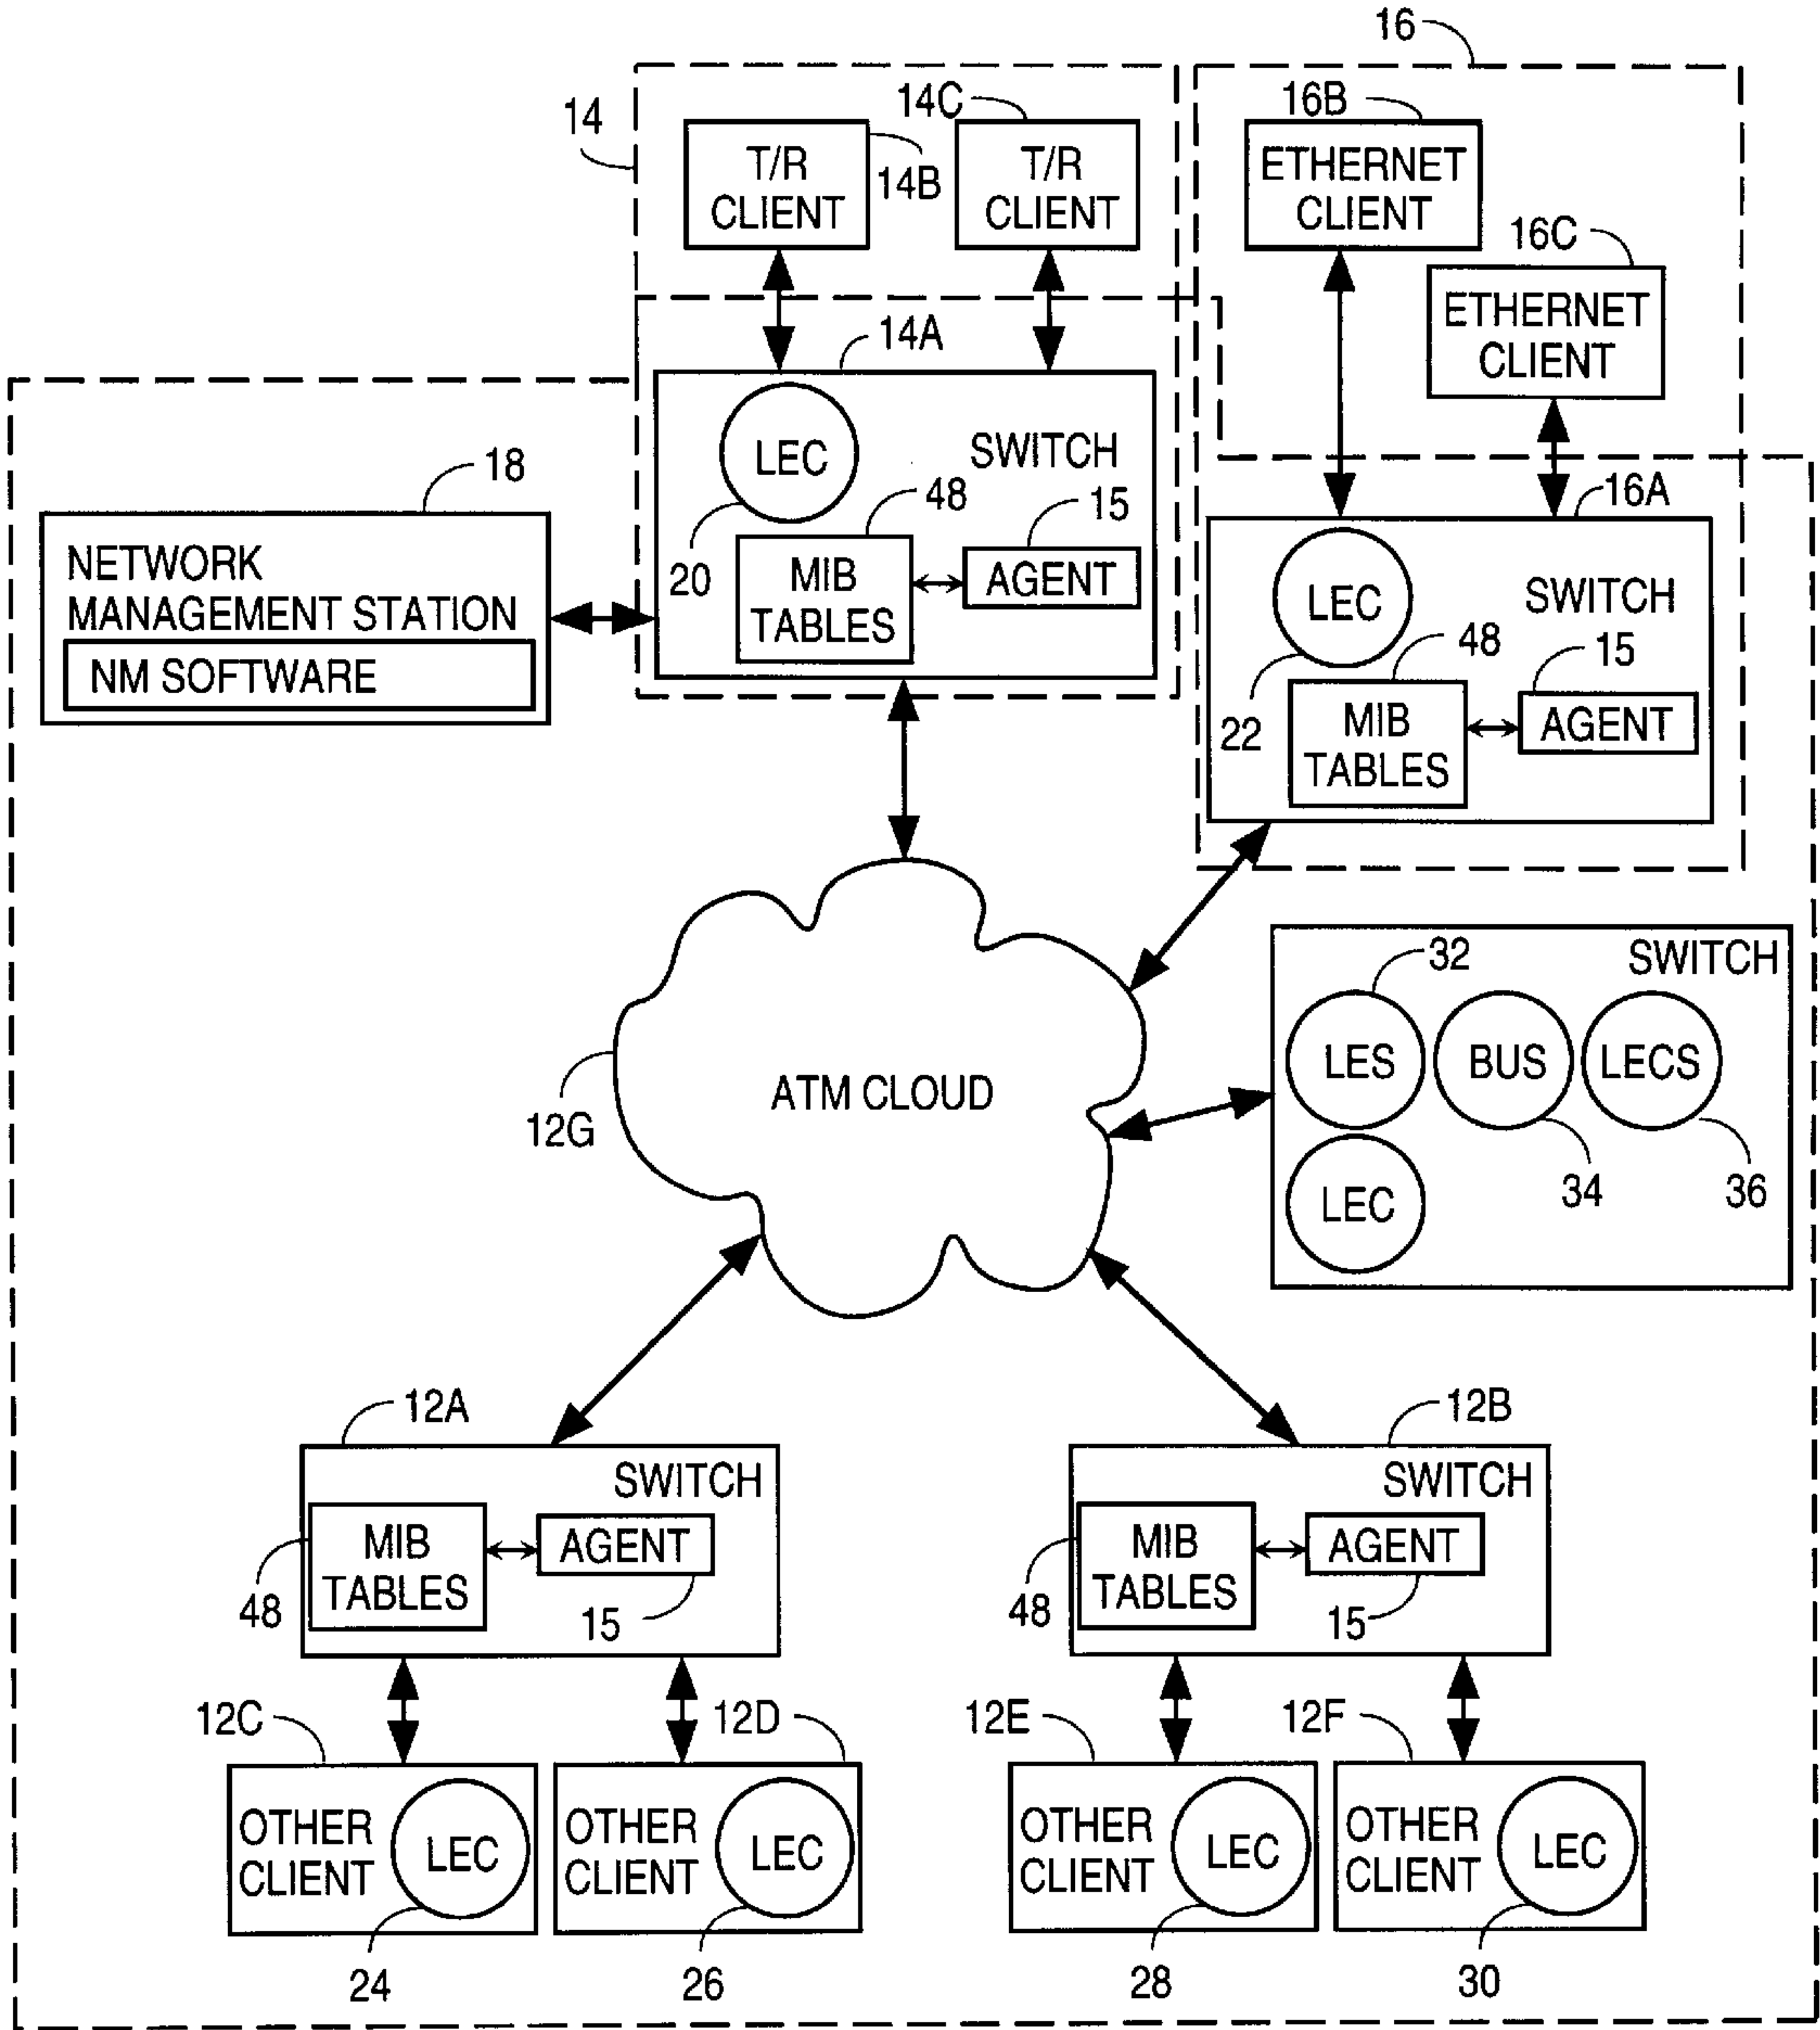 16
14
14C
16B
T/R
CLIENT
14B
T/R
CLIENT
ETHERNET
CLIENT
16C
ETHERNET
CLIENT
14A
LEC
SWITCH
48
15
20
MIB
TABLES
AGENT
18
NETWORK
MANAGEMENT STATION
NM SOFTWARE
16A
LEC
SWITCH
48
15
22
MIB
TABLES
AGENT
12G
ATM CLOUD
SWITCH
32
LES
BUS
LECS
34
36
LEC
12A
SWITCH
MIB
TABLES
AGENT
48
15
12B
SWITCH
MIB
TABLES
AGENT
48
15
12C
OTHER
CLIENT
LEC
24
12D
OTHER
CLIENT
LEC
26
12E
OTHER
CLIENT
LEC
28
12F
OTHER
CLIENT
LEC
30